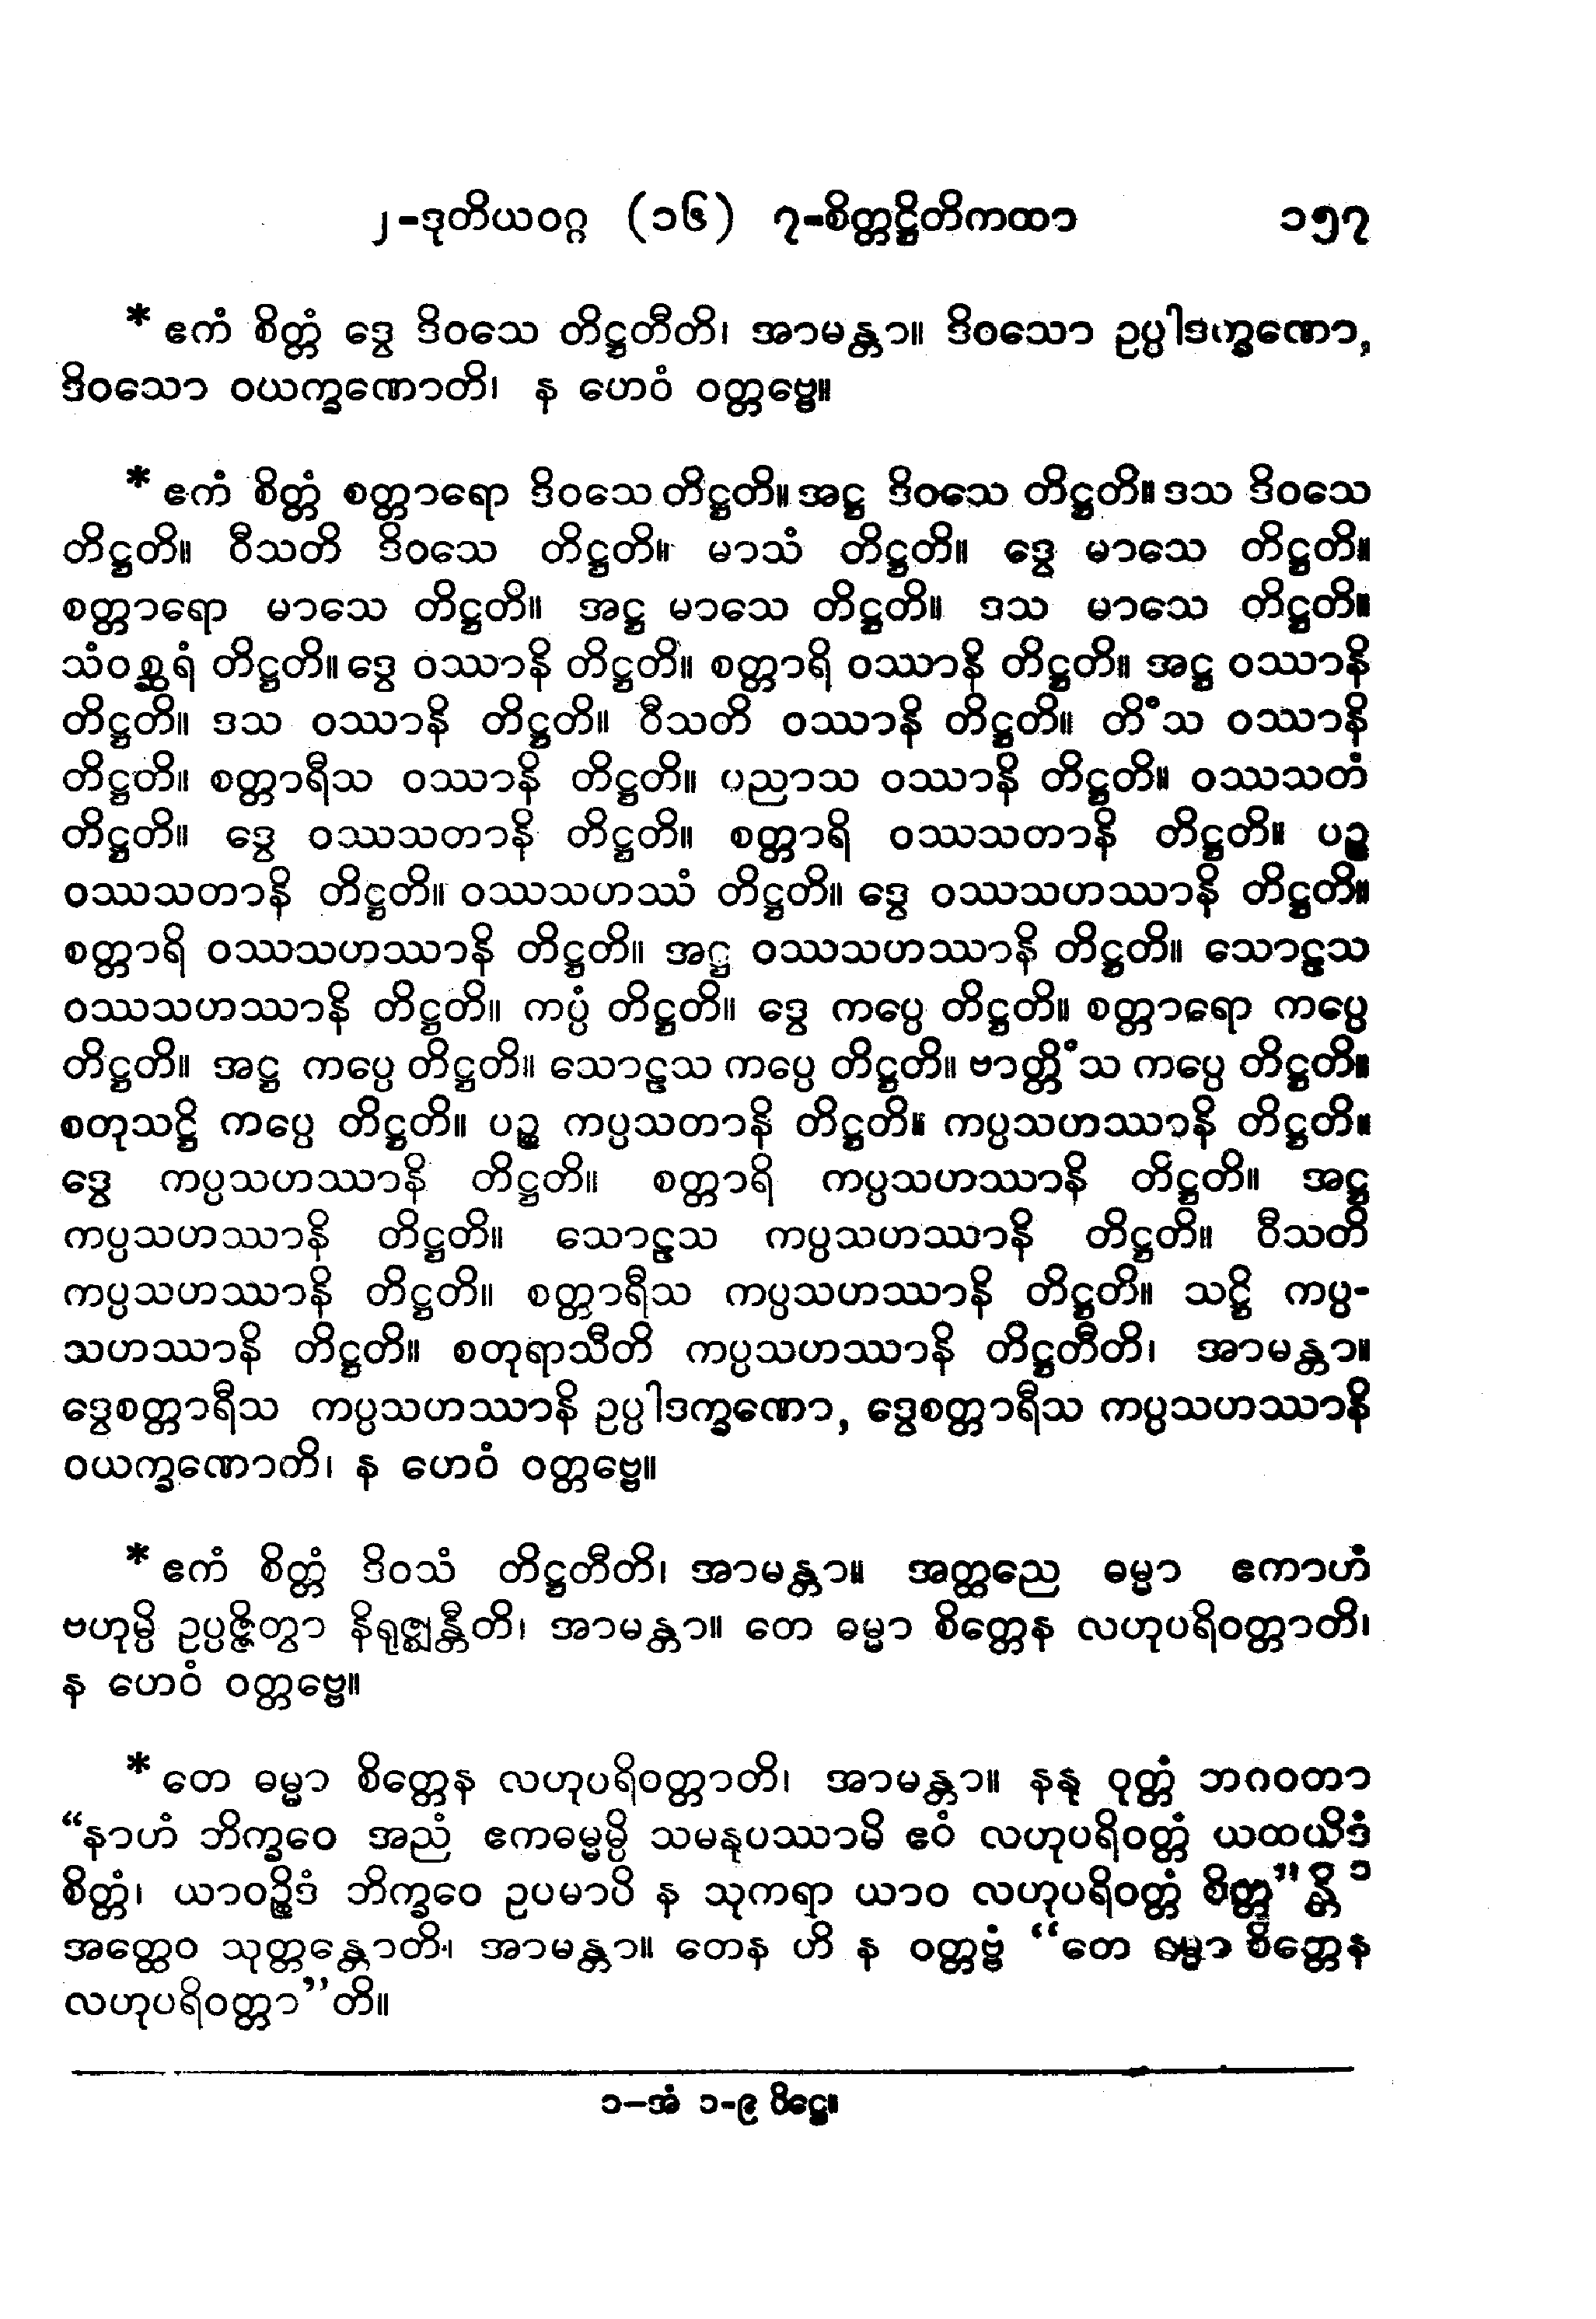 ၂-ဒုတိယဝဂ္ဂ (၁၆) ၇-စိတ္တဋ္ဌိတိကထာ ၁၅၇
* ဧကံ စိတ္တံ ဒွေ ဒိဝသေ တိဋ္ဌတီတိ၊ အာမန္တာ။ ဒိဝသော ဥပ္ပါဒက္ခဏော,
ဒိဝသော ဝယက္ခဏောတိ၊ န ဟေဝံ ဝတ္တဗ္ဗေ။
* ဧကံ စိတ္တံ စတ္တာရော ဒိဝသေ တိဋ္ဌတိ။ အဋ္ဌ ဒိဝသေ တိဋ္ဌတိ။ ဒသ ဒိဝသေ
တိဋ္ဌတိ။ ဝီသတိ ဒိဝသေ တိဋ္ဌတိ။ မာသံ တိဋ္ဌတိ။ ဒွေ မာသေ တိဋ္ဌတိ။
စတ္တာရော မာသေ တိဋ္ဌတိ။ အဋ္ဌ မာသေ တိဋ္ဌတိ။ ဒသ မာသေ တိဋ္ဌတိ။
သံဝစ္ဆရံ တိဋ္ဌတိ။ ဒွေ ဝဿာနိ တိဋ္ဌတိ။ စတ္တာရိ ဝဿာနိ တိဋ္ဌတိ။ အဋ္ဌ ဝဿာနိ
တိဋ္ဌတိ။ ဒသ ဝဿာနိ တိဋ္ဌတိ။ ဝီသတိ ဝဿာနိ တိဋ္ဌတိ။ တိံသ ဝဿာနိ
တိဋ္ဌတိ။ စတ္တာရီသ ဝဿာနိ တိဋ္ဌတိ။ ပညာသ ဝဿာနိ တိဋ္ဌတိ။ ဝဿသတံ
တိဋ္ဌတိ။ ဒွေ ဝဿသတာနိ တိဋ္ဌတိ။ စတ္တာရိ ဝဿသတာနိ တိဋ္ဌတိ။ ပဉ္စ
ဝဿသတာနိ တိဋ္ဌတိ။ ဝဿသဟဿံ တိဋ္ဌတိ။ ဒွေ ဝဿသဟဿာနိ တိဋ္ဌတိ။
စတ္တာရိ ဝဿသဟဿာနိ တိဋ္ဌတိ။ အဋ္ဌ ဝဿသဟဿာနိ တိဋ္ဌတိ။ သောဠသ
ဝဿသဟဿာနိ တိဋ္ဌတိ။ ကပ္ပံ တိဋ္ဌတိ။ ဒွေ ကပ္ပေ တိဋ္ဌတိ။ စတ္တာရော ကပ္ပေ
တိဋ္ဌတိ။ အဋ္ဌ ကပ္ပေ တိဋ္ဌတိ။ သောဠသ ကပ္ပေ တိဋ္ဌတိ။ ဗာတ္တိံသ ကပ္ပေ တိဋ္ဌတိ။
စတုသဋ္ဌိ ကပ္ပေ တိဋ္ဌတိ။ ပဉ္စ ကပ္ပသတာနိ တိဋ္ဌတိ။ ကပ္ပသဟဿာနိ တိဋ္ဌတိ။
ဒွေ ကပ္ပသဟဿာနိ တိဋ္ဌတိ။ စတ္တာရိ ကပ္ပသဟဿာနိ တိဋ္ဌတိ။ အဋ္ဌ
ကပ္ပသဟဿာနိ တိဋ္ဌတိ။ သောဠသ ကပ္ပသဟဿာနိ တိဋ္ဌတိ။ ဝီသတိ
ကပ္ပသဟဿာနိ တိဋ္ဌတိ။ စတ္တာရီသ ကပ္ပသဟဿာနိ တိဋ္ဌတိ။ သဋ္ဌိ ကပ္ပ-
သဟဿာနိ တိဋ္ဌတိ။ စတုရာသီတိ ကပ္ပသဟဿာနိ တိဋ္ဌတီတိ၊ အာမန္တာ။
ဒွေစတ္တာရီသ ကပ္ပသဟဿာနိ ဥပ္ပါဒက္ခဏော, ဒွေစတ္တာရီသ ကပ္ပသဟဿာနိ
ဝယက္ခဏောတိ၊ န ဟေဝံ ဝတ္တဗ္ဗေ။
* ဧကံ စိတ္တံ ဒိဝသံ တိဋ္ဌတီတိ၊ အာမန္တာ။ အတ္ထညေ ဓမ္မာ ဧကာဟံ
ဗဟုမ္ပိ ဥပ္ပဇ္ဇိတွာ နိရုဇ္ဈန္တီတိ၊ အာမန္တာ။ တေ ဓမ္မာ စိတ္တေန လဟုပရိဝတ္တာတိ၊
န ဟေဝံ ဝတ္တဗ္ဗေ။
* တေ ဓမ္မာ စိတ္တေန လဟုပရိဝတ္တာတိ၊ အာမန္တာ။ နနု ဝုတ္တံ ဘဂဝတာ
“နာဟံ ဘိက္ခဝေ အညံ ဧကဓမ္မမ္ပိ သမနုပဿာမိ ဧဝံ လဟုပရိဝတ္တံ ယထယိဒံ
စိတ္တံ၊ ယာဝဉ္စိဒံ ဘိက္ခဝေ ဥပမာပိ န သုကရာ ယာဝ လဟုပရိဝတ္တံ စိတ္တ”န္တိ ၁
အတ္ထေဝ သုတ္တန္တောတိ၊ အာမန္တာ။ တေန ဟိ န ဝတ္တဗ္ဗံ “တေ ဓမ္မာ စိတ္တေန
လဟုပရိဝတ္တာ”တိ။
၁–အံ ၁-၉ ပိဋ္ဌေ။